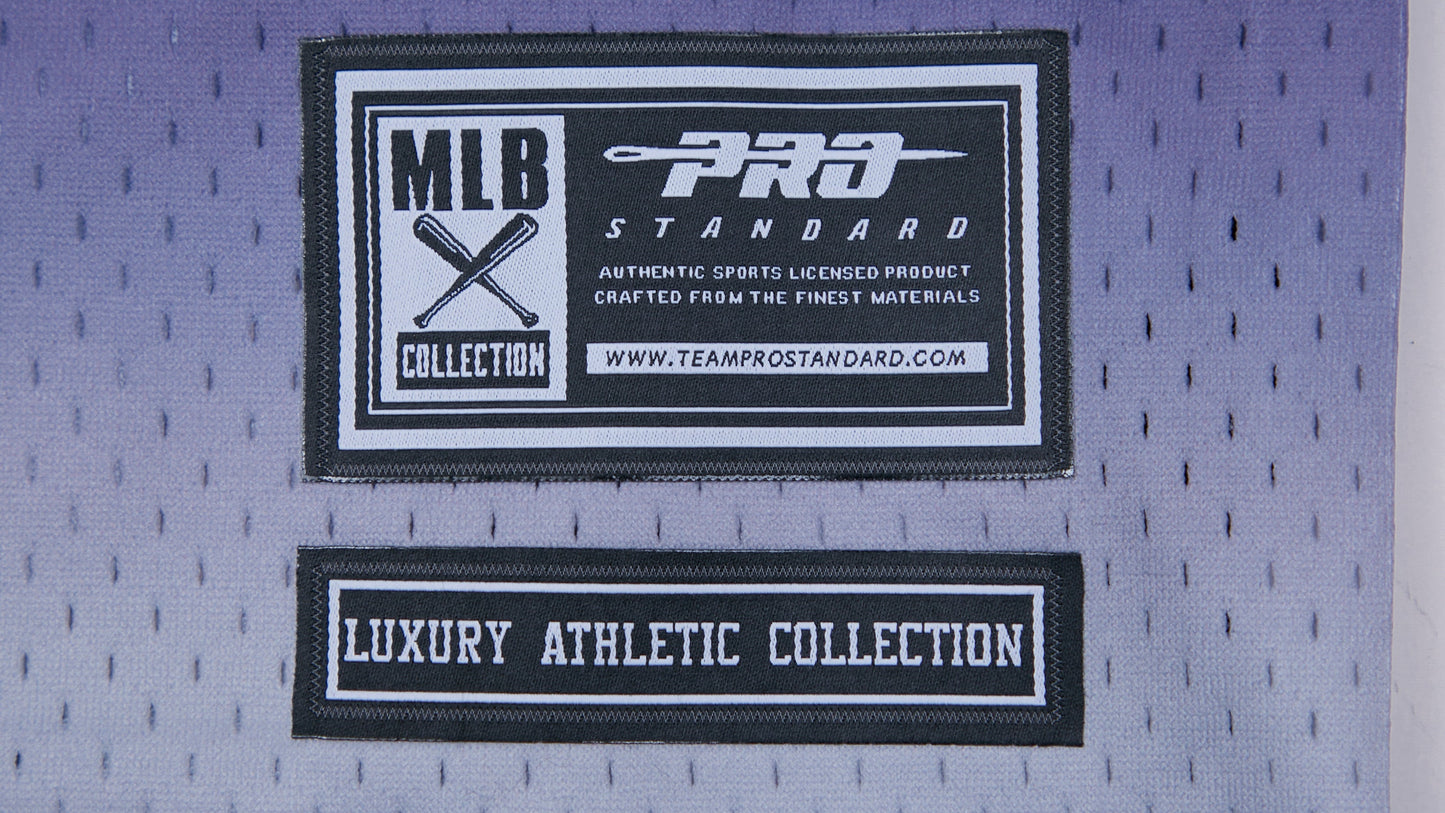 MLB
COLLECTION
PRO
STANDARD
AUTHENTIC SPORTS LICENSED PRODUCT
CRAFTED FROM THE FINEST MATERIALS
WWW.TEAMPROSTANDARD.COM
LUXURY ATHLETIC COLLECTION